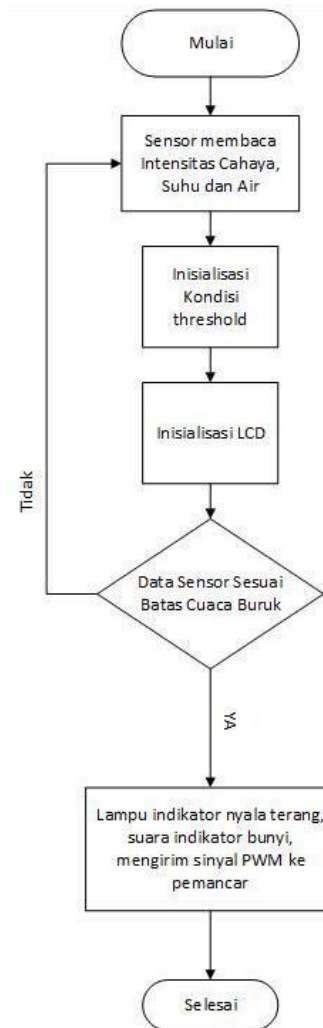 Mulai
Sensor membaca
Intensitas Cahaya,
Suhu dan Air
Inisialisasi
Kondisi
threshold
Inisialisasi LCD
Tidak
Data Sensor Sesuai
Batas Cuaca Buruk
YA
Lampu indikator nyala terang,
suara indikator bunyi,
mengirim sinyal PWM ke
pemancar
Selesai